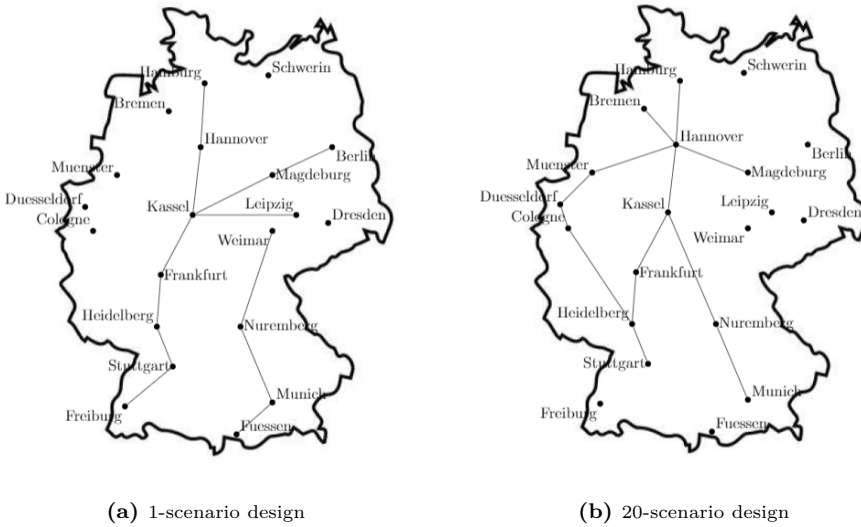 Schwerin
Hamburg
Bremen
Hannover
Berlin
Muenster
Magdeburg
Duesseldorf
Kassel
Leipzig
Cologne
Dresden
Weimar
Frankfurt
Heidelberg
Nuremberg
Stuttgart
Munich
Freiburg
Fuessen
(a) 1-scenario design
Schwerin
Hamburg
Bremen
Hannover
Berlin
Muenster
Magdeburg
Duesseldorf
Kassel
Leipzig
Cologne
Dresden
Weimar
Frankfurt
Heidelberg
Nuremberg
Stuttgart
Munich
Freiburg
Fuessen
(b) 20-scenario design